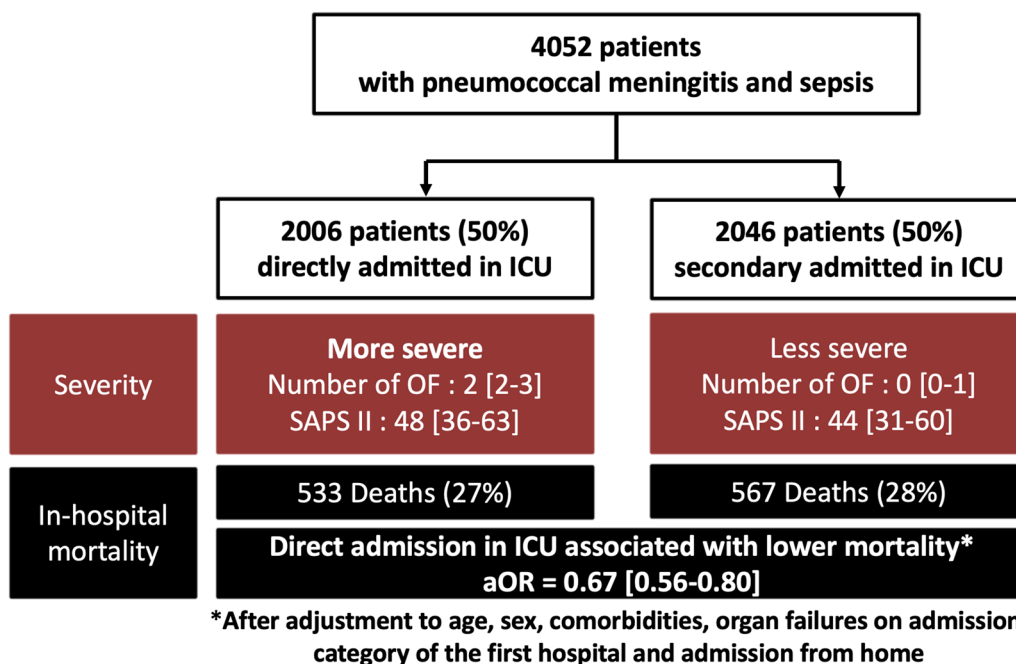 4052 patients
with pneumococcal meningitis and sepsis
2006 patients (50%)
directly admitted in ICU
2046 patients (50%)
secondary admitted in ICU
Severity
More severe
Number of OF : 2 [2-3]
SAPS II : 48 [36-63]
Less severe
Number of OF : 0 [0-1]
SAPS II : 44 [31-60]
In-hospital
mortality
533 Deaths (27%)
567 Deaths (28%)
Direct admission in ICU associated with lower mortality*
aOR = 0.67 [0.56-0.80]
*After adjustment to age, sex, comorbidities, organ failures on admission
category of the first hospital and admission from home